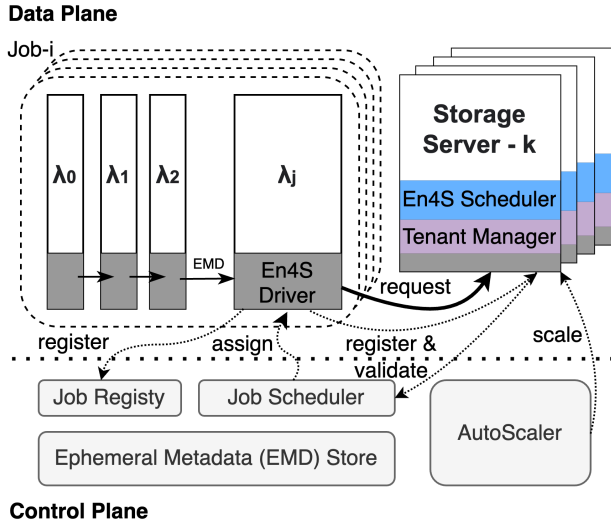 Data Plane
Job-i
λ0
λ1
λ2
λj
EMD
En4S
Driver
Storage
Server - k
En4S Scheduler
Tenant Manager
request
register
assign
register &
validate
scale
Job Registy
Job Scheduler
AutoScaler
Ephemeral Metadata (EMD) Store
Control Plane